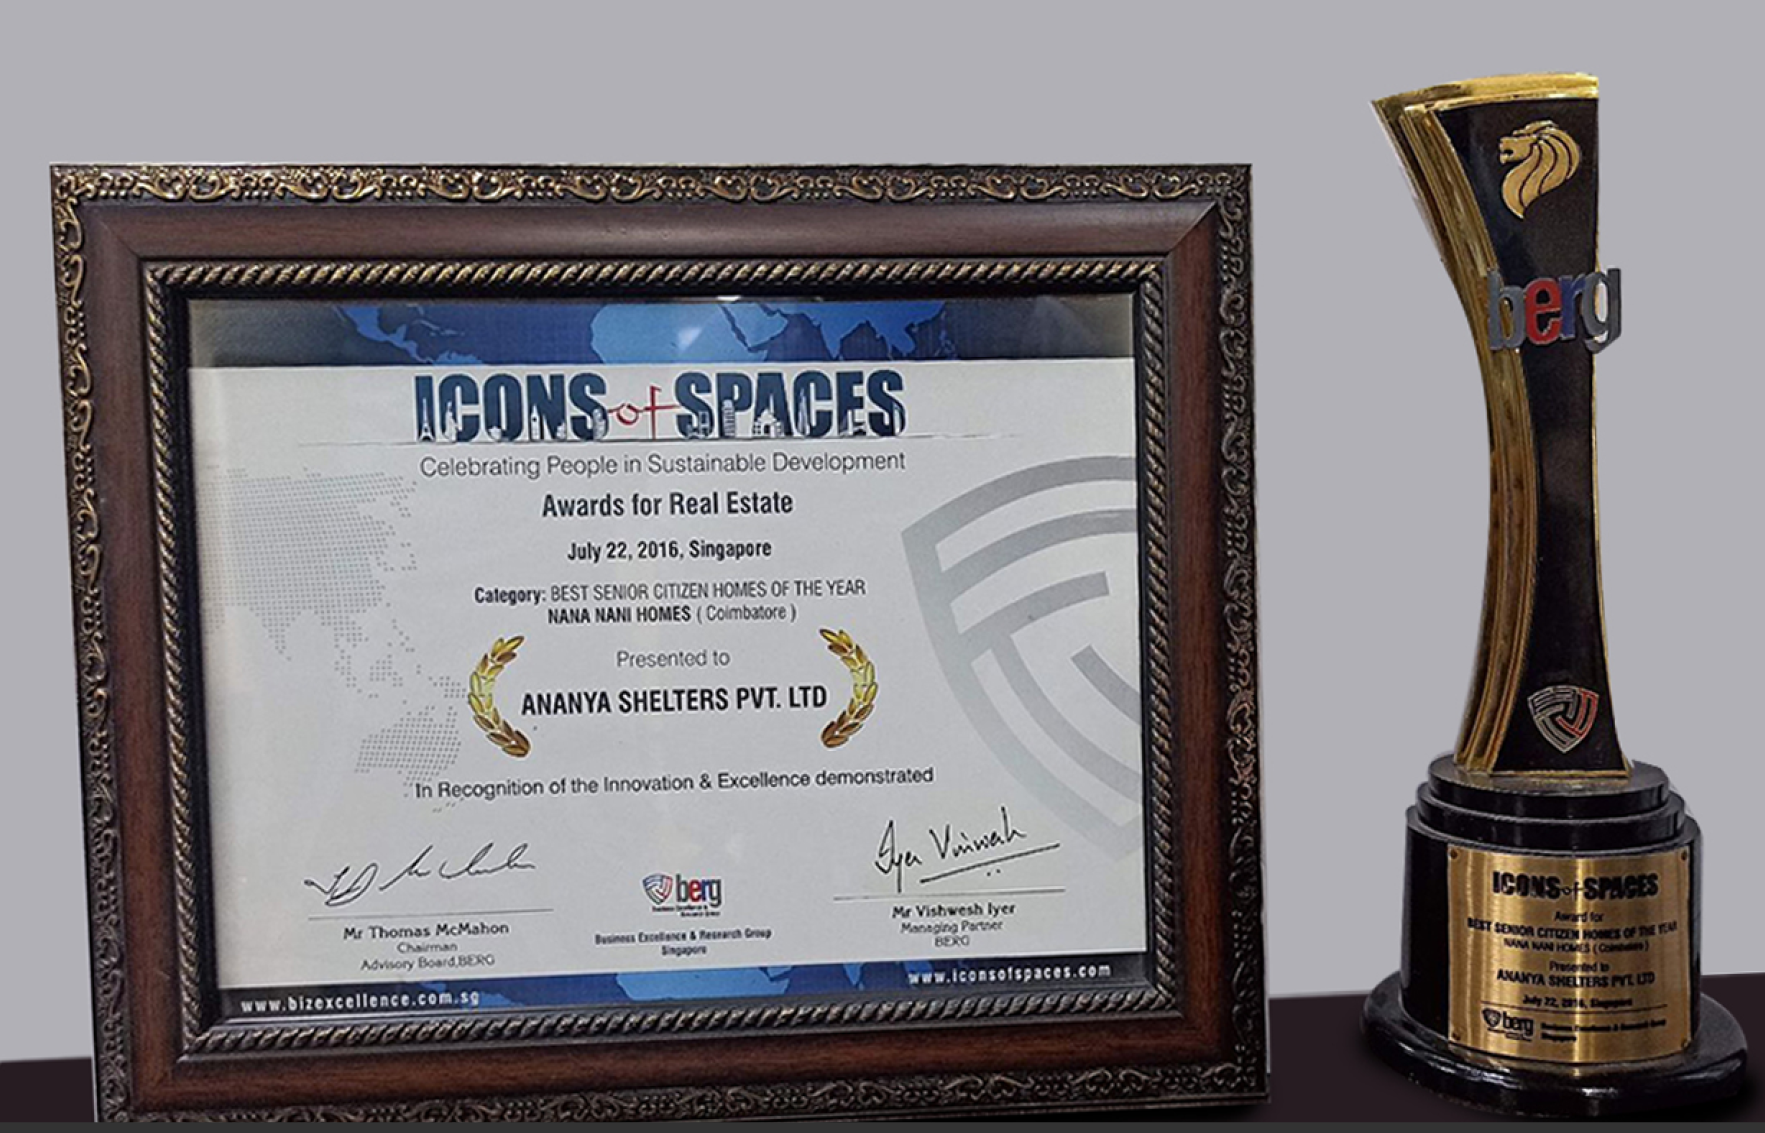 ICONS of SPACES
Celebrating People in Sustainable Development
Awards for Real Estate
July 22, 2016, Singapore
Category: BEST SENIOR CITIZEN HOMES OF THE YEAR
NANA NANI HOMES ( Coimbatore )
Presented to
ANANYA SHELTERS PVT. LTD
In Recognition of the Innovation & Excellence demonstrated
Mr Thomas McMahon
Chairman
Advisory Board,BERG
berg
Business Excellence & Research Group
Singapore
Iyer Vishwesh
Mr Vishwesh Iyer
Managing Partner
BERG
www.bizexcellence.com.sg
www.iconsofspaces.com
berg
ICONS of SPACES
Award for
BEST SENIOR CITIZEN HOMES OF THE YEAR
NANA NANI HOMES ( Coimbatore )
Presented to
ANANYA SHELTERS PVT. LTD
July 22, 2016, Singapore
berg
Business Excellence & Research Group
Singapore